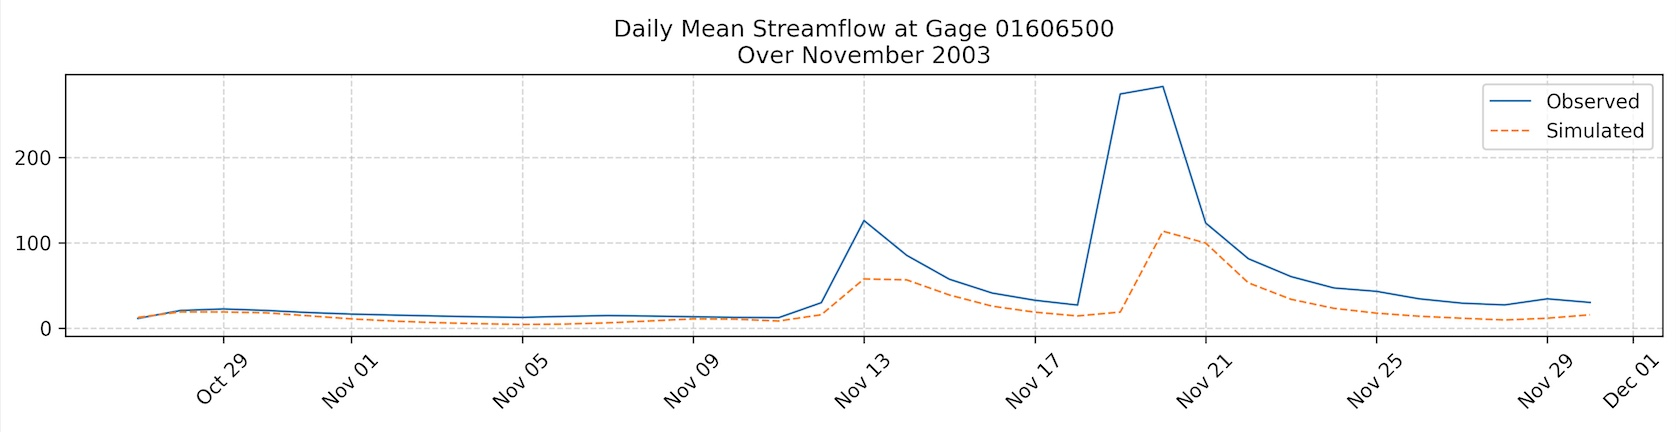 Daily Mean Streamflow at Gage 01606500
Over November 2003
Observed
Simulated
200
100
0
Oct 29
Nov 01
Nov 05
Nov 09
Nov 13
Nov 17
Nov 21
Nov 25
Nov 29
Dec 01